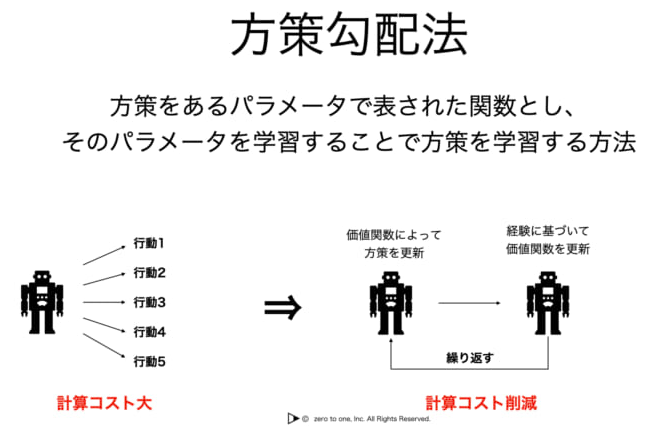 方策勾配法
方策をあるパラメータで表された関数とし、
そのパラメータを学習することで方策を学習する方法
行動1
行動2
行動3
行動4
行動5
計算コスト大
⇒
価値関数によって
方策を更新
経験に基づいて
価値関数を更新
繰り返す
計算コスト削減
© zero to one, Inc. All Rights Reserved.